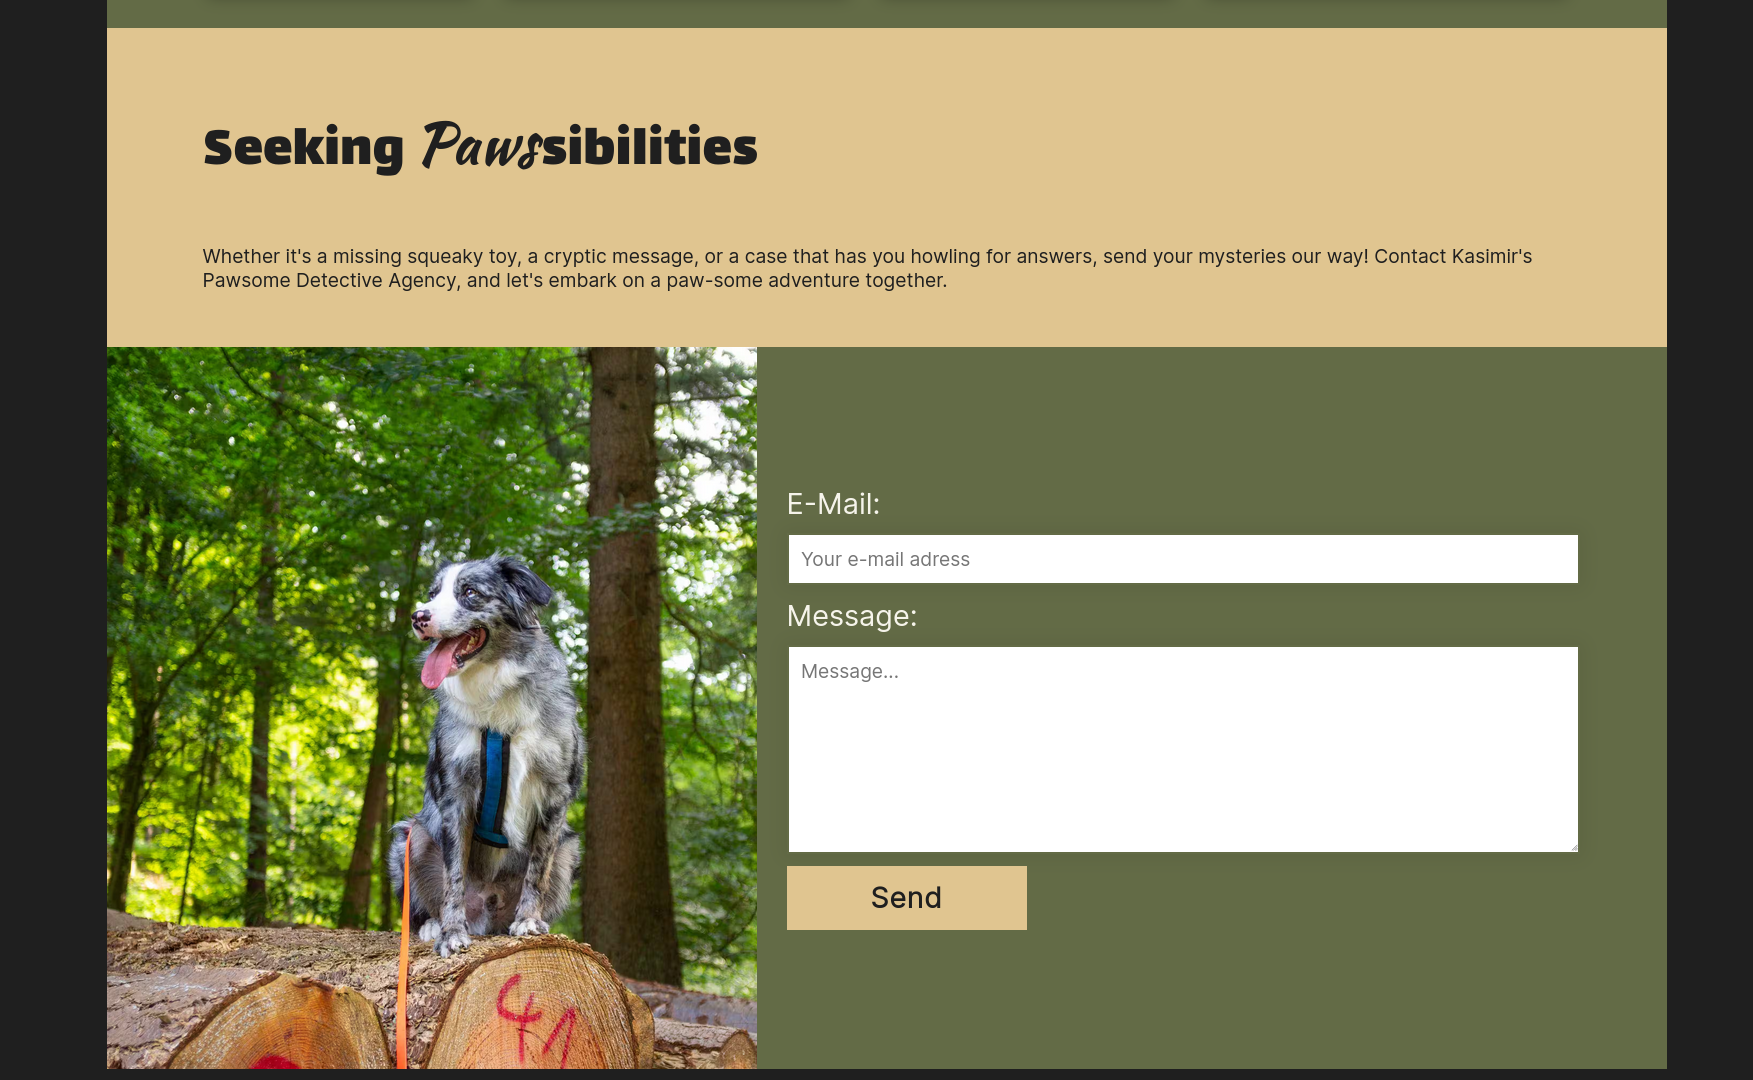 Seeking Pawssibilities
Whether it's a missing squeaky toy, a cryptic message, or a case that has you howling for answers, send your mysteries our way! Contact Kasimir's
Pawsome Detective Agency, and let's embark on a paw-some adventure together.
E-Mail:
Your e-mail adress
Message:
Message...
Send